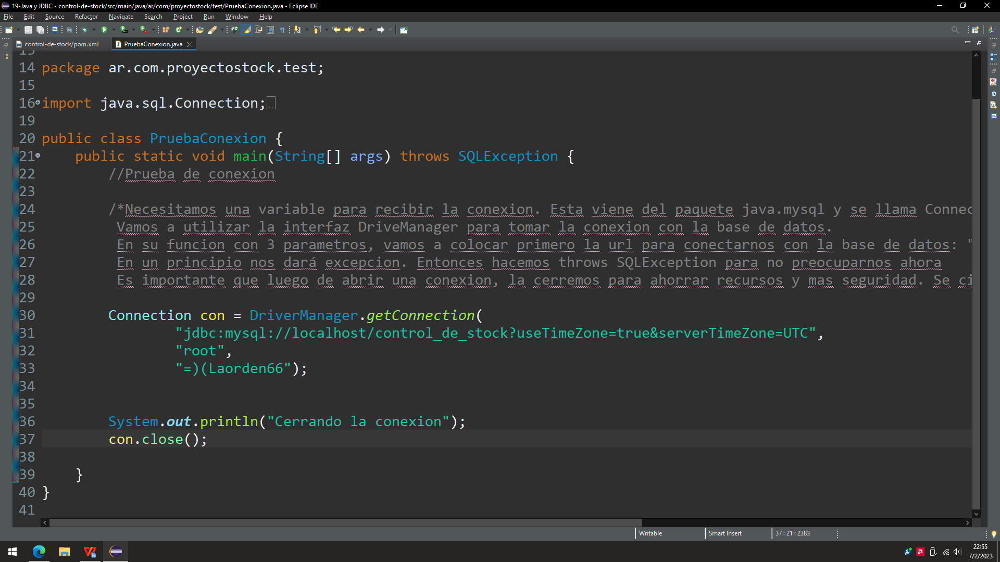 19-Java y JDBC - control-de-stock/src/main/java/ar/com/proyectostock/test/PruebaConexion.java - Eclipse IDE
File Edit Source Refactor Navigate Search Project Run Window Help
control-de-stock/pom.xml PruebaConexion.java
14 package ar.com.proyectostock.test;
15
16 import java.sql.Connection;
19
20 public class PruebaConexion {
21 public static void main(String[] args) throws SQLException {
22 //Prueba de conexion
23
24 /*Necesitamos una variable para recibir la conexion. Esta viene del paquete java.mysql y se llama Connec
25 Vamos a utilizar la interfaz DriveManager para tomar la conexion con la base de datos.
26 En su funcion con 3 parametros, vamos a colocar primero la url para conectarnos con la base de datos: "
27 En un principio nos dará excepcion. Entonces hacemos throws SQLException para no preocuparnos ahora
28 Es importante que luego de abrir una conexion, la cerremos para ahorrar recursos y mas seguridad. Se ci
29
30 Connection con = DriverManager.getConnection(
31 "jdbc:mysql://localhost/control_de_stock?useTimeZone=true&serverTimeZone=UTC",
32 "root",
33 "=)(Laorden66");
34
35
36 System.out.println("Cerrando la conexion");
37 con.close();
38
39 }
40 }
41
Writable Smart Insert 37 : 21 : 2383
22:55
7/2/2023